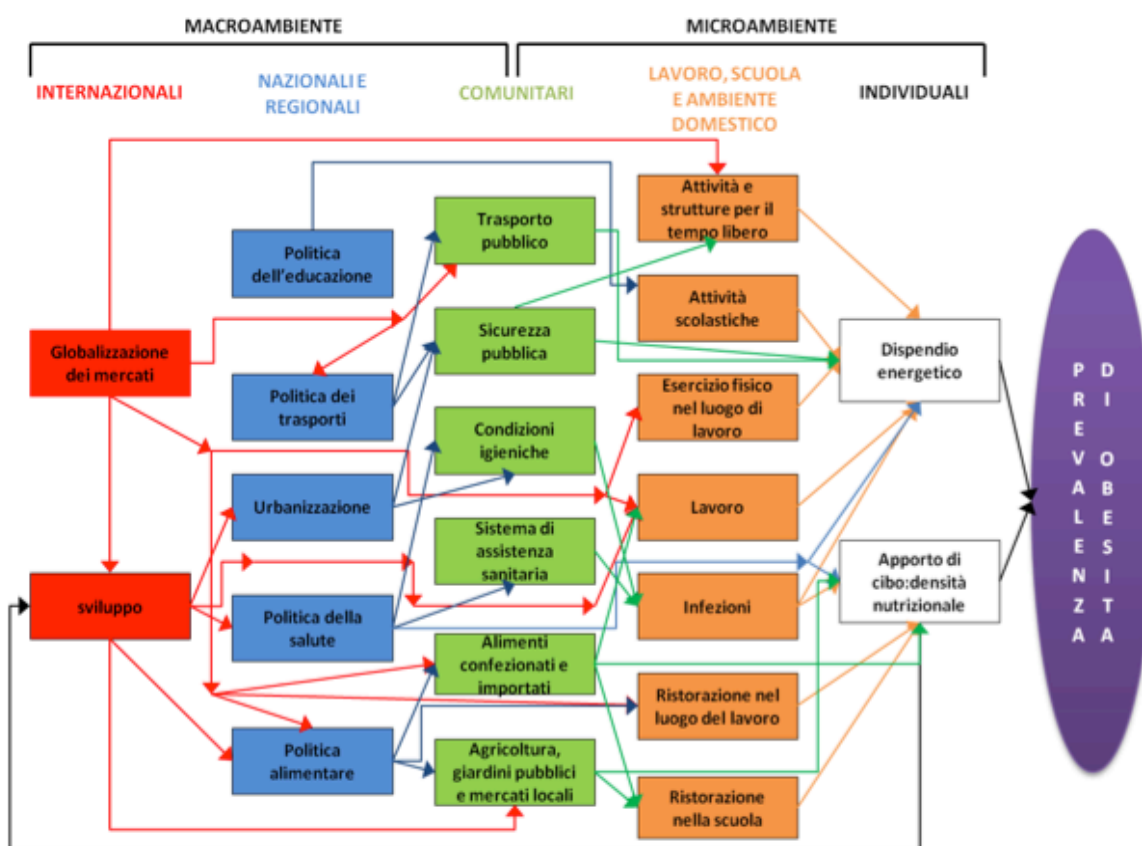 MACROAMBIENTE
MICROAMBIENTE
INTERNAZIONALI
NAZIONALI E
REGIONALI
COMUNITARI
LAVORO, SCUOLA
E AMBIENTE
DOMESTICO
INDIVIDUALI
Globalizzazione
dei mercati
sviluppo
Politica
dell'educazione
Politica dei
trasporti
Urbanizzazione
Politica della
salute
Politica
alimentare
Trasporto
pubblico
Sicurezza
pubblica
Condizioni
igieniche
Sistema di
assistenza
sanitaria
Alimenti
confezionati e
importati
Agricoltura,
giardini pubblici
e mercati locali
Attività e
strutture per il
tempo libero
Attività
scolastiche
Esercizio fisico
nel luogo di
lavoro
Lavoro
Infezioni
Ristorazione nel
luogo del lavoro
Ristorazione
nella scuola
Dispendio
energetico
Apporto di
cibo:densità
nutrizionale
PREVALENZA
DI OBESITA